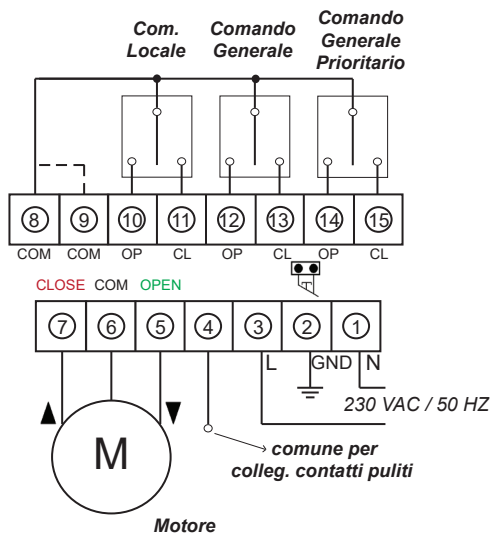 Com.
Locale
Comando
Generale
Comando
Generale
Prioritario
8 9 10 11 12 13 14 15
COM COM OP CL OP CL OP CL
CLOSE COM OPEN
7 6 5 4 3 2 1
L GND N
230 VAC / 50 HZ
M
comune per
colleg. contatti puliti
Motore